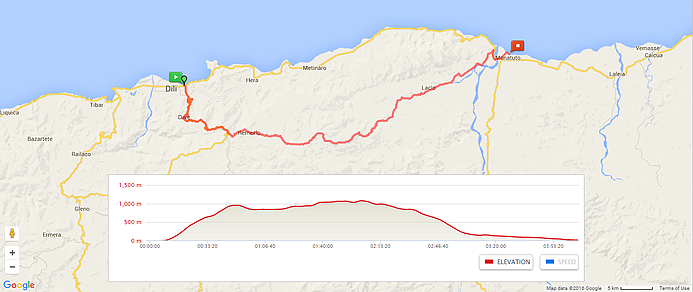 Vemasse
Caicua
Manatuto
Metinaro
Laleia
Hera
Dili
Laclo
Tibar
Liquica
Dare
Remexio
Bazartete
Railaco
Gleno
Ermera
1,500 m
1,000 m
500 m
0 m
00:00:00
00:33:20
01:06:40
01:40:00
02:13:20
02:46:40
03:20:00
03:53:20
ELEVATION
SPEED
Google
Map data ©2016 Google
5 km
Terms of Use